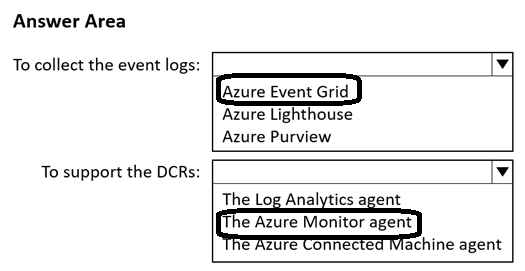 Answer Area
To collect the event logs:
Azure Event Grid
Azure Lighthouse
Azure Purview
To support the DCRs:
The Log Analytics agent
The Azure Monitor agent
The Azure Connected Machine agent